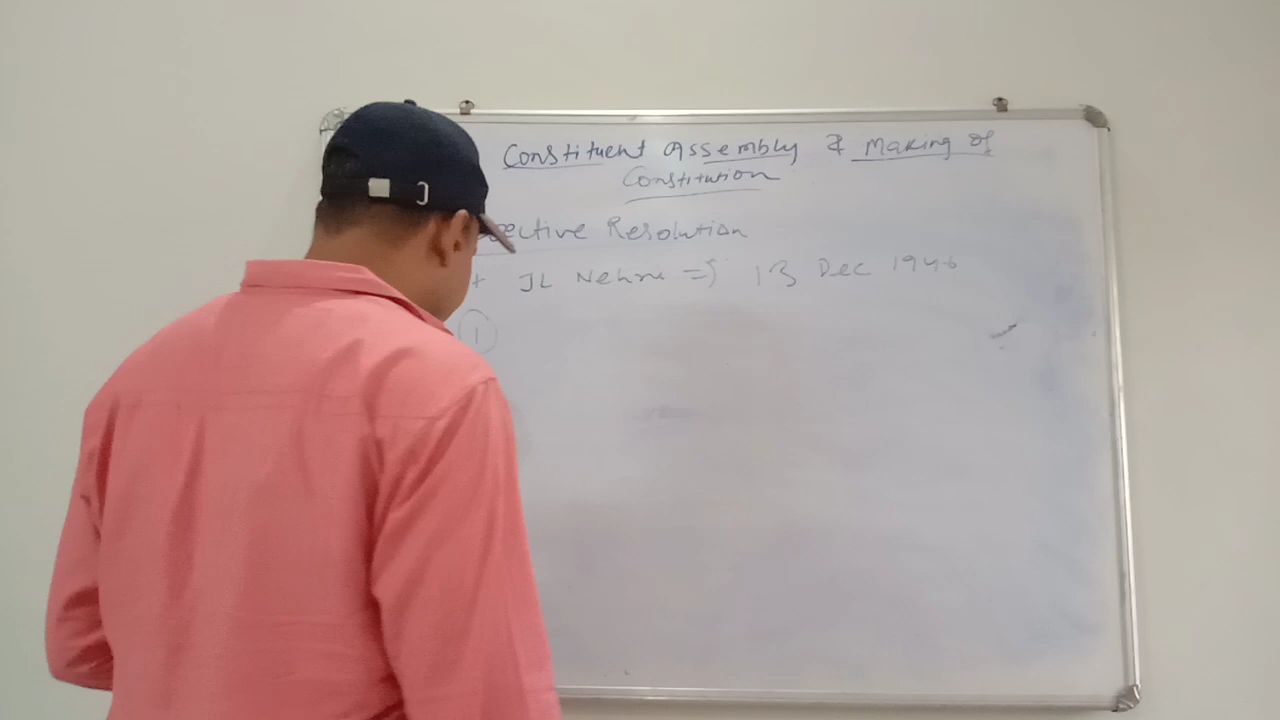 Constituent Assembly & Making of
Constitution
ective Resolution
+ JL Nehru => 13 Dec 1946
1